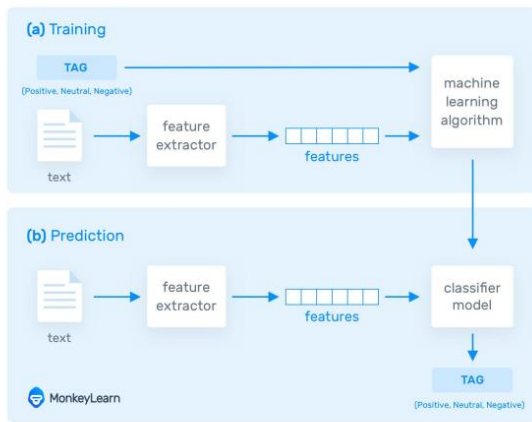 (a) Training
TAG
(Positive, Neutral, Negative)
machine
learning
algorithm
feature
extractor
features
text
(b) Prediction
feature
extractor
features
classifier
model
text
TAG
(Positive, Neutral, Negative)
MonkeyLearn